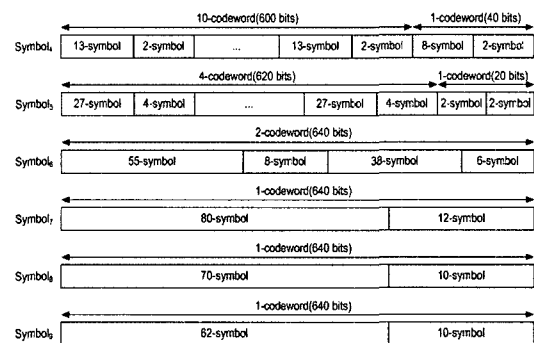 10-codeword(600 bits) 1-codeword(40 bits)
Symbol₄ 13-symbol 2-symbol ... 13-symbol 2-symbol 8-symbol 2-symbol
4-codeword(620 bits) 1-codeword(20 bits)
Symbol₅ 27-symbol 4-symbol ... 27-symbol 4-symbol 2-symbol 2-symbol
2-codeword(640 bits)
Symbol₆ 55-symbol 8-symbol 38-symbol 6-symbol
1-codeword(640 bits)
Symbol₇ 80-symbol 12-symbol
1-codeword(640 bits)
Symbol₈ 70-symbol 10-symbol
1-codeword(640 bits)
Symbol₉ 62-symbol 10-symbol